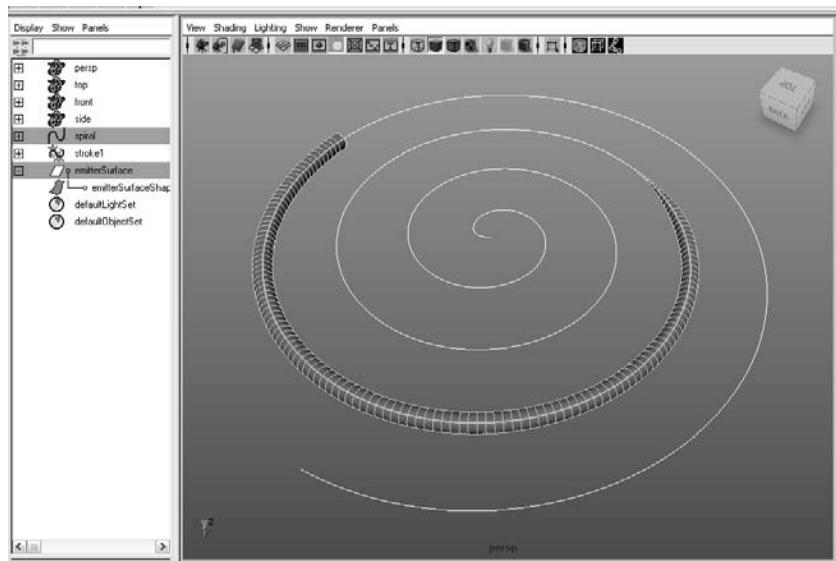 Display Show Panels
persp
top
front
side
spiral
stroke1
emitterSurface
emitterSurfaceShap
defaultLightSet
defaultObjectSet
View Shading Lighting Show Renderer Panels
TOP
BACK
y z
persp